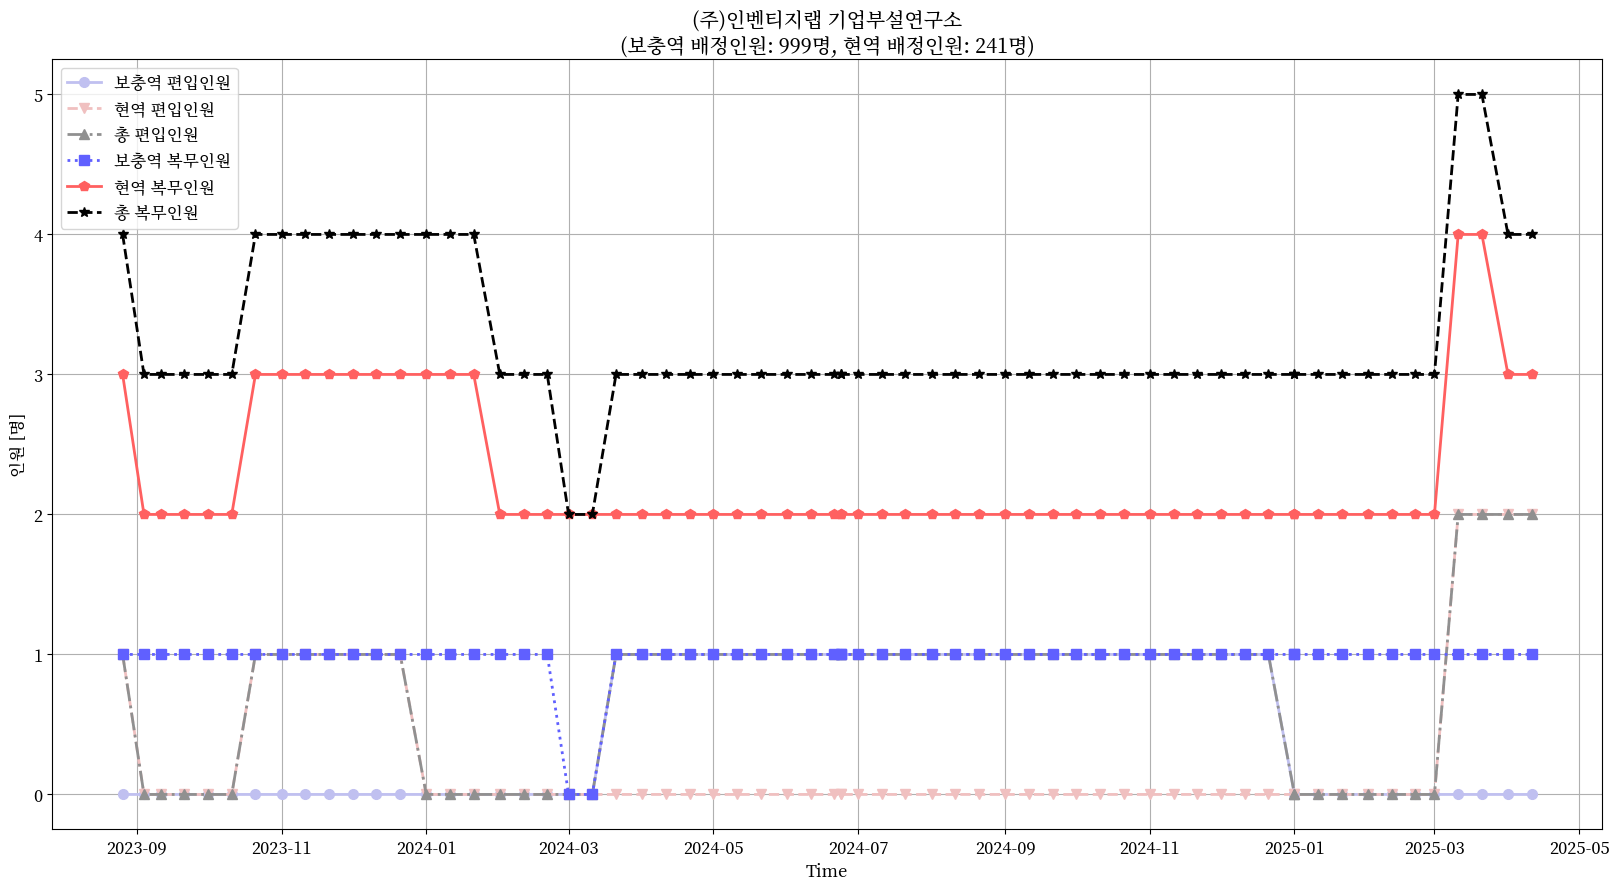 (주)인벤티지랩 기업부설연구소
(보충역 배정인원: 999명, 현역 배정인원: 241명)
보충역 편입인원
현역 편입인원
총 편입인원
보충역 복무인원
현역 복무인원
총 복무인원
5
4
3
2
1
0
인원 [명]
2023-09 2023-11 2024-01 2024-03 2024-05 2024-07 2024-09 2024-11 2025-01 2025-03 2025-05
Time